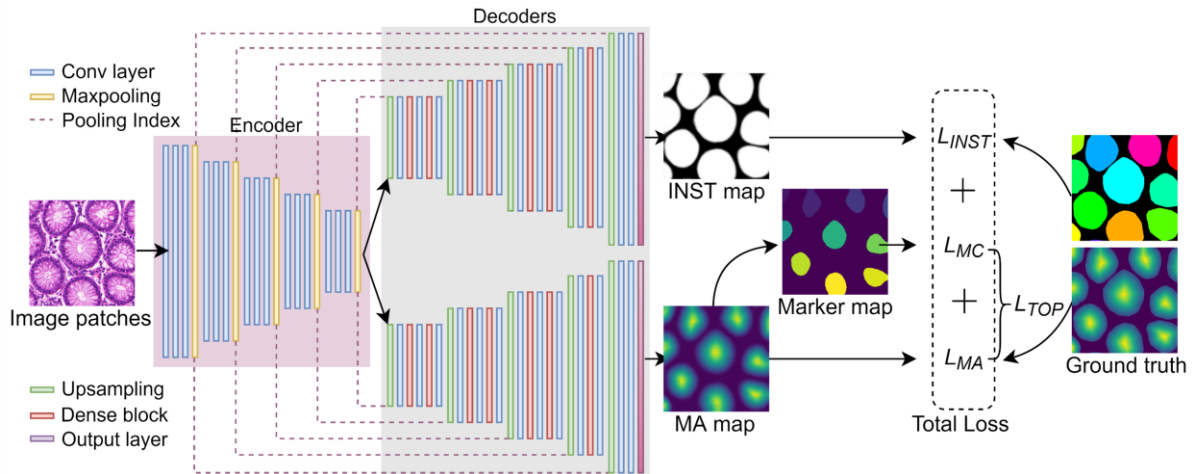 Decoders
Conv layer
Maxpooling
Pooling Index
Encoder
Image patches
Upsampling
Dense block
Output layer
INST map
Marker map
MA map
L_INST
+
L_MC
+
L_MA
L_TOP
Total Loss
Ground truth